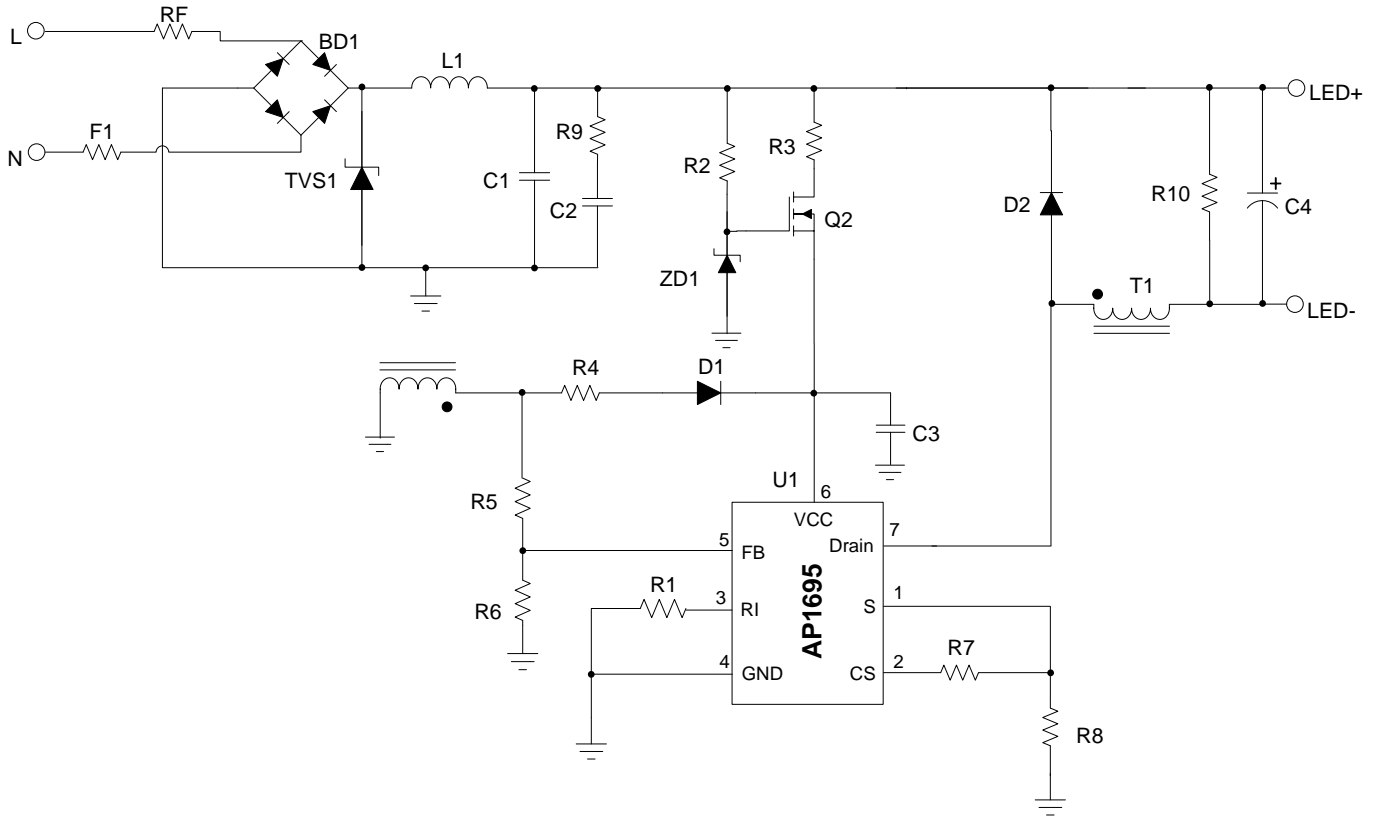 RF
L
BD1
L1
LED+
F1
N
R9
R3
R2
TVS1
C1
C2
R10
D2
C4
Q2
ZD1
T1
LED-
D1
R4
C3
U1
6
R5
VCC
7
5
Drain
FB
R1
AP1695
1
R6
3
RI
S
R7
4
2
GND
CS
R8